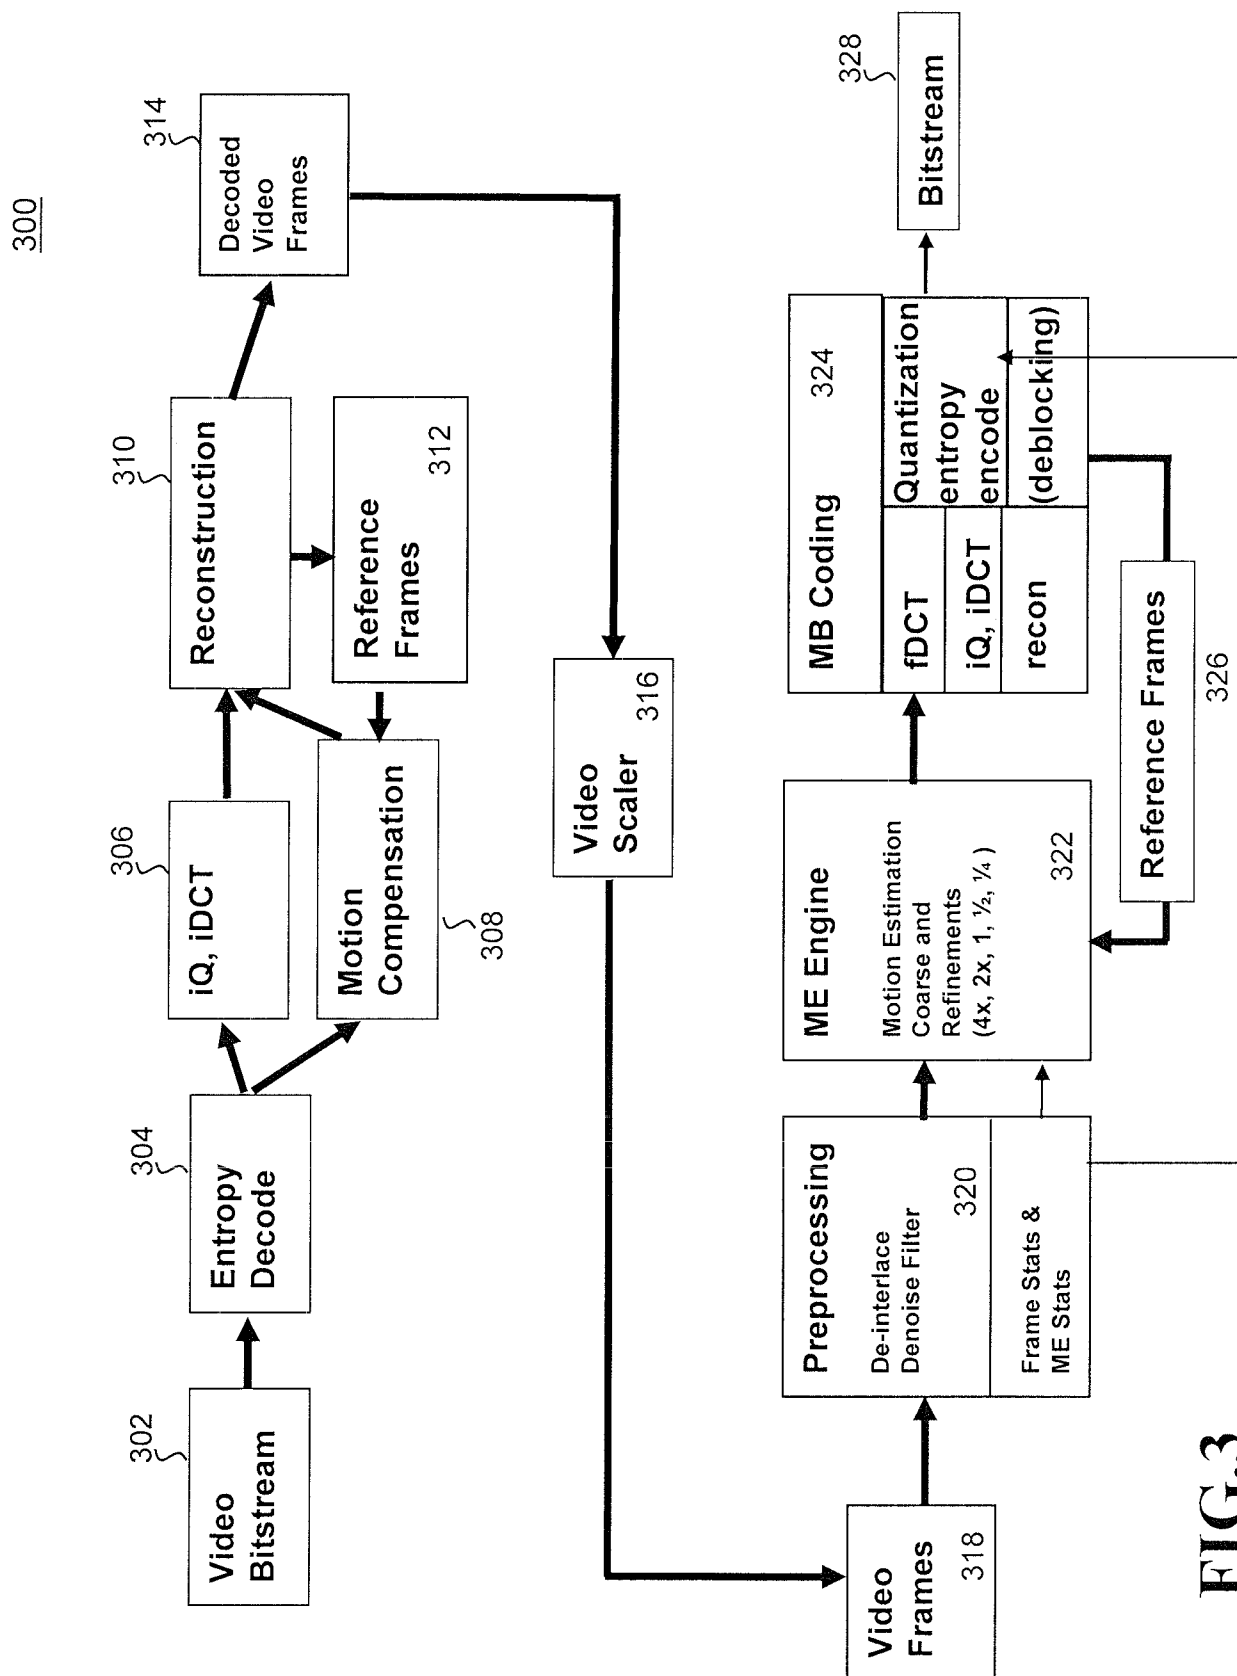 300
302
Video
Bitstream
304
Entropy
Decode
306
iQ, iDCT
Motion
Compensation
308
310
Reconstruction
Reference
Frames
312
314
Decoded
Video
Frames
Video
Scaler
316
Video
Frames
318
Preprocessing
De-interlace
Denoise Filter
320
Frame Stats &
ME Stats
ME Engine
Motion Estimation
Coarse and
Refinements
(4x, 2x, 1, ½, ¼)
322
MB Coding
324
fDCT
Quantization
entropy
encode
iQ, iDCT
recon
(deblocking)
Reference Frames
326
328
Bitstream
FIG.3